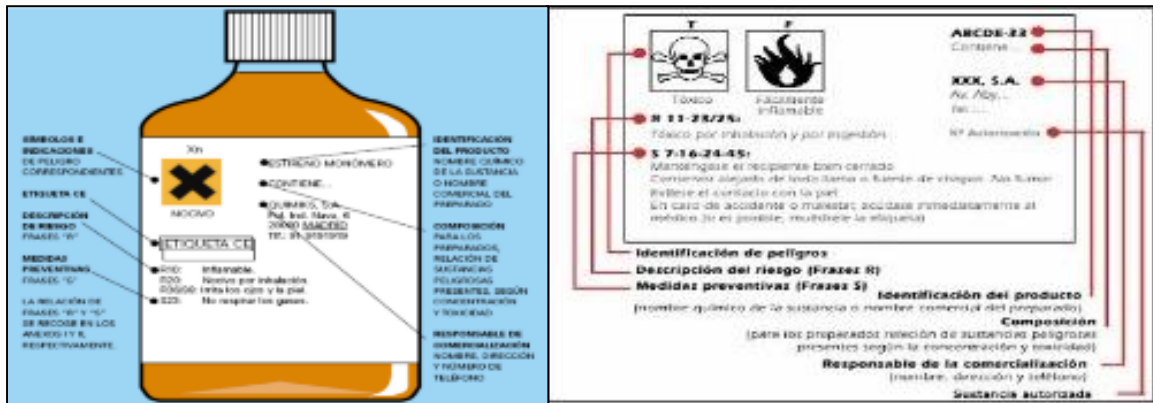 SÍMBOLOS E
INDICACIONES
DE PELIGRO
CORRESPONDIENTES
ETIQUETA CE
DESCRIPCIÓN
DE RIESGO
FRASES "R"
MEDIDAS
PREVENTIVAS
FRASES "S"
LA RELACIÓN DE
FRASES "R" Y "S"
SE RECOGE EN LOS
ANEXOS
RESPECTIVAMENTE.
Xn
NOCIVO
ESTIRENO MONÓMERO
CONTIENE...
QUIMIKS, S.A.
Pol. Ind. Nave, 6
MADRID
ETIQUETA CE
R10: Inflamable.
R20: Nocivo por inhalación.
R36/38: Irrita los ojos y la piel.
S23: No respirar los gases.
IDENTIFICACIÓN
DEL PRODUCTO
NOMBRE QUÍMICO
DE LA SUSTANCIA
O NOMBRE
COMERCIAL DEL
PREPARADO
COMPOSICIÓN
PARA LOS
PREPARADOS,
RELACIÓN DE
SUSTANCIAS
PELIGROSAS
PRESENTES, SEGÚN
CONCENTRACIÓN
Y TOXICIDAD
RESPONSABLE DE
COMERCIALIZACIÓN
NOMBRE, DIRECCIÓN
Y NÚMERO DE
TELÉFONO
T F
Tóxico Fácilmente
inflamable
ABCDE-33
Contiene...
XXX, S.A.
Av. Aby...
Tel. ...
Nº Autorización
R 11-23/25:
Tóxico por inhalación y por ingestión
S 7-16-24-45:
Manténgase el recipiente bien cerrado
Conservar alejado de toda llama o fuente de chispas. No fumar
Evítese el contacto con la piel
En caso de accidente o malestar, acúdase inmediatamente al
médico (si es posible, muéstrele la etiqueta)
Identificación de peligros
Descripción del riesgo (Frases R)
Medidas preventivas (Frases S)
Identificación del producto
(nombre químico de la sustancia o nombre comercial del preparado)
Composición
(para los preparados relación de sustancias peligrosas
presentes según la concentración y toxicidad)
Responsable de la comercialización
(nombre, dirección y teléfono)
Sustancia autorizada